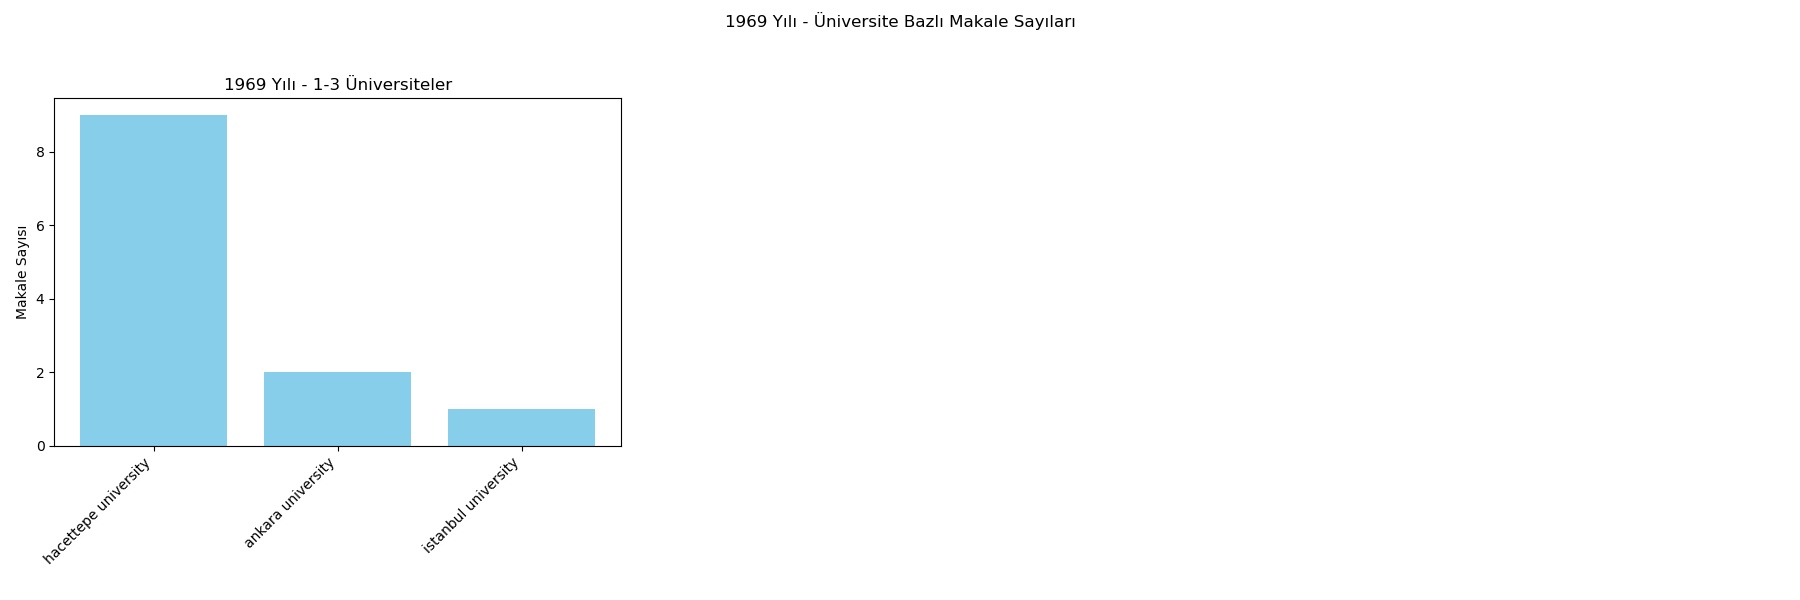 1969 Yılı - Üniversite Bazlı Makale Sayıları
1969 Yılı - 1-3 Üniversiteler
Makale Sayısı
8
6
4
2
0
hacettepe university
ankara university
istanbul university